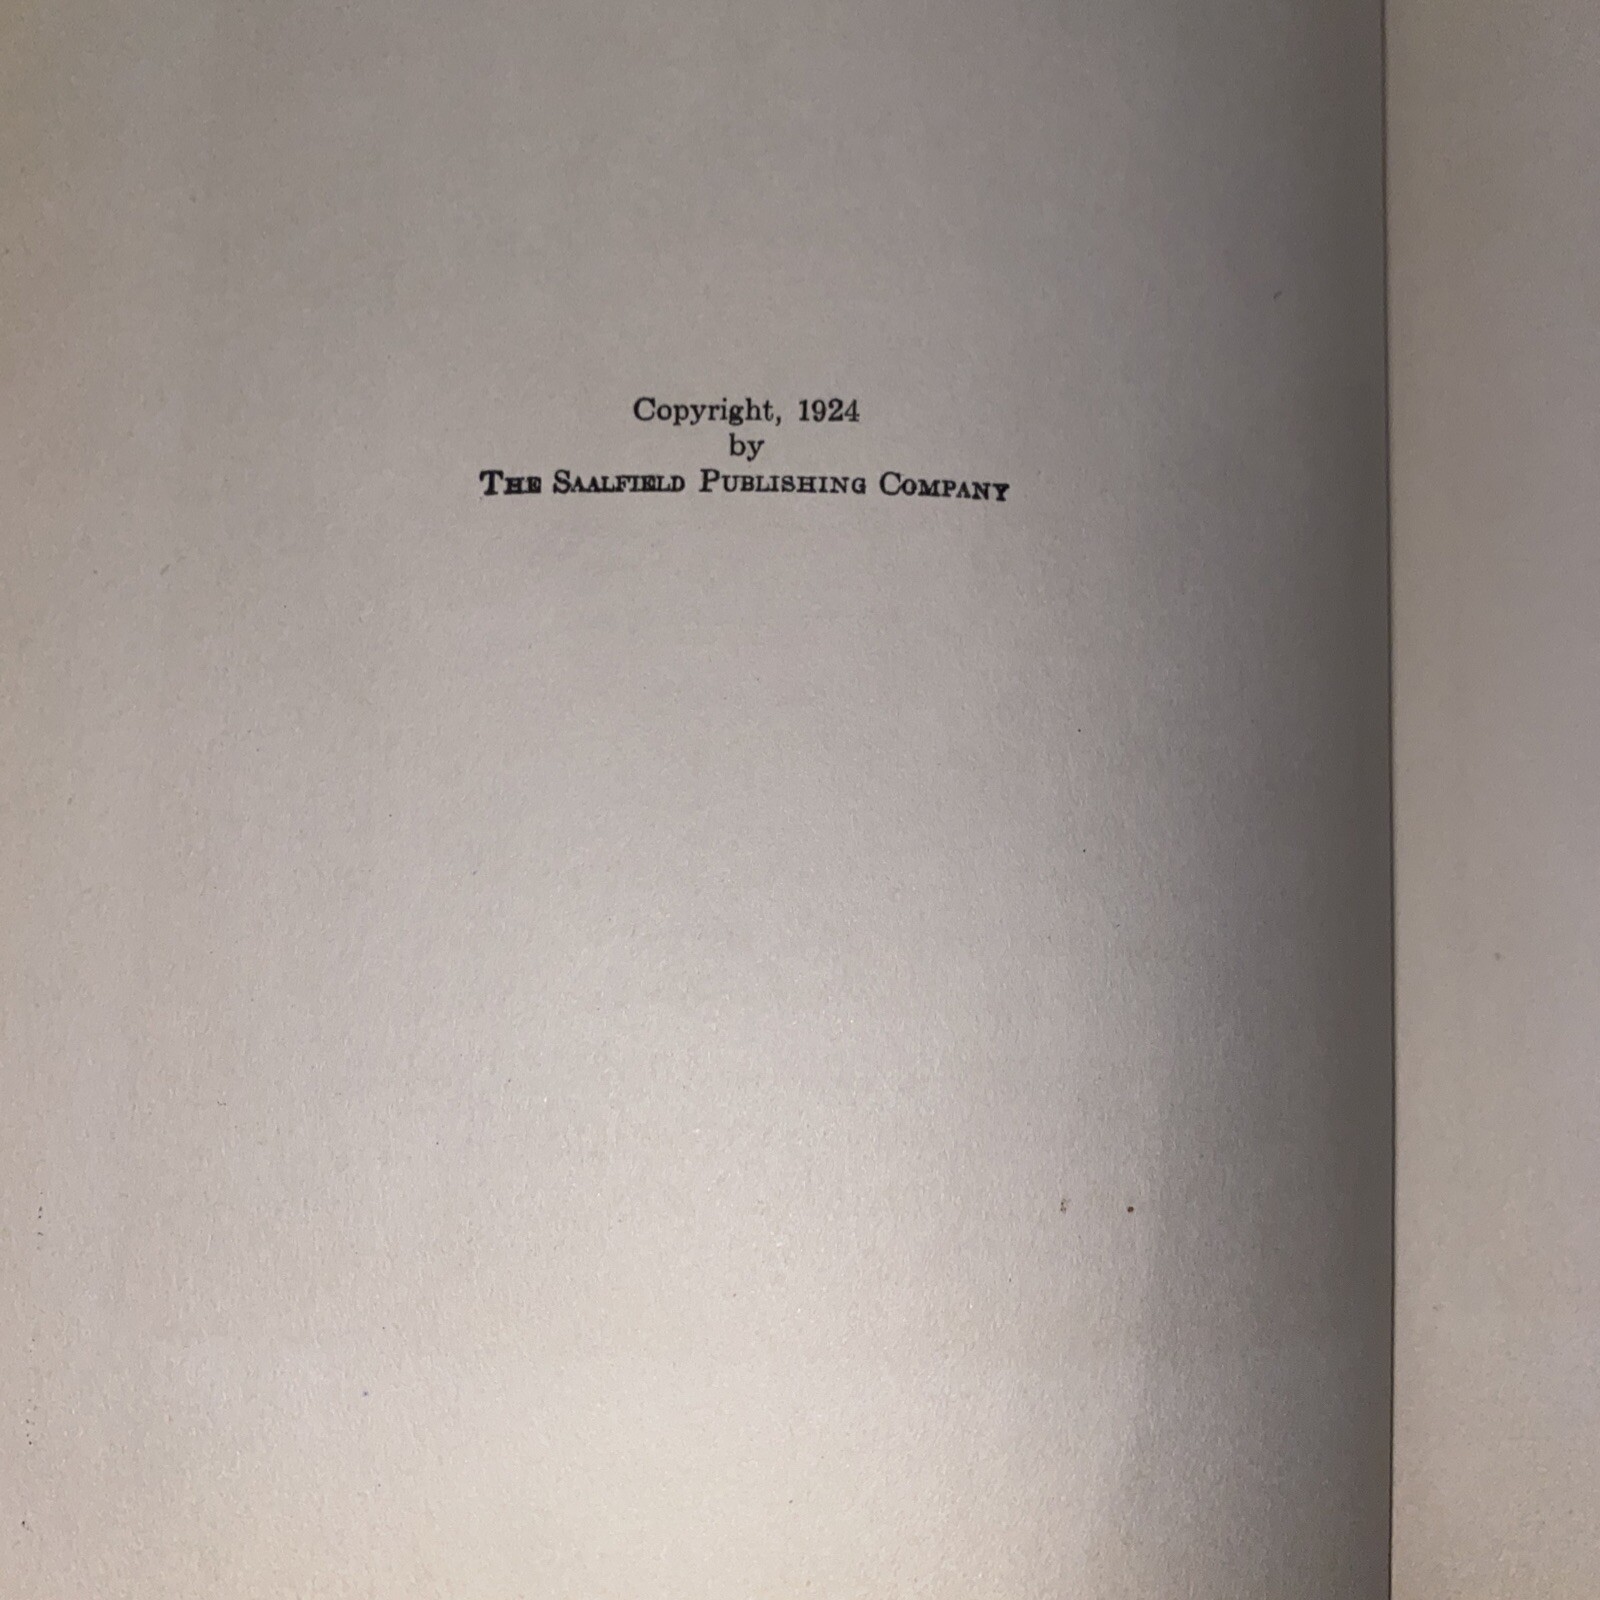 Copyright, 1924
by
THE SAALFIELD PUBLISHING COMPANY